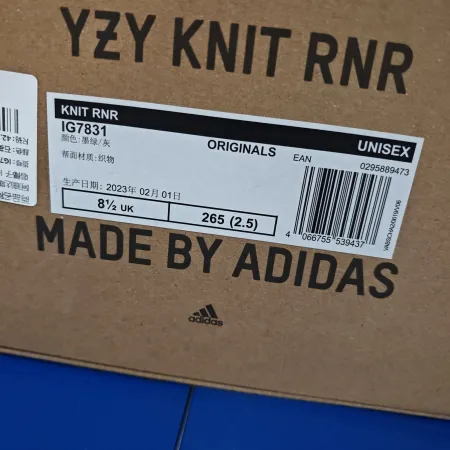 YZY KNIT RNR
KNIT RNR
IG7831
颜色: 墨绿/灰
ORIGINALS
UNISEX
EAN
0295889473
帮面材质: 织物
生产日期: 2023年 02月 01日
8½ UK
265 (2.5)
4 066755 539437
MADE BY ADIDAS
adidas